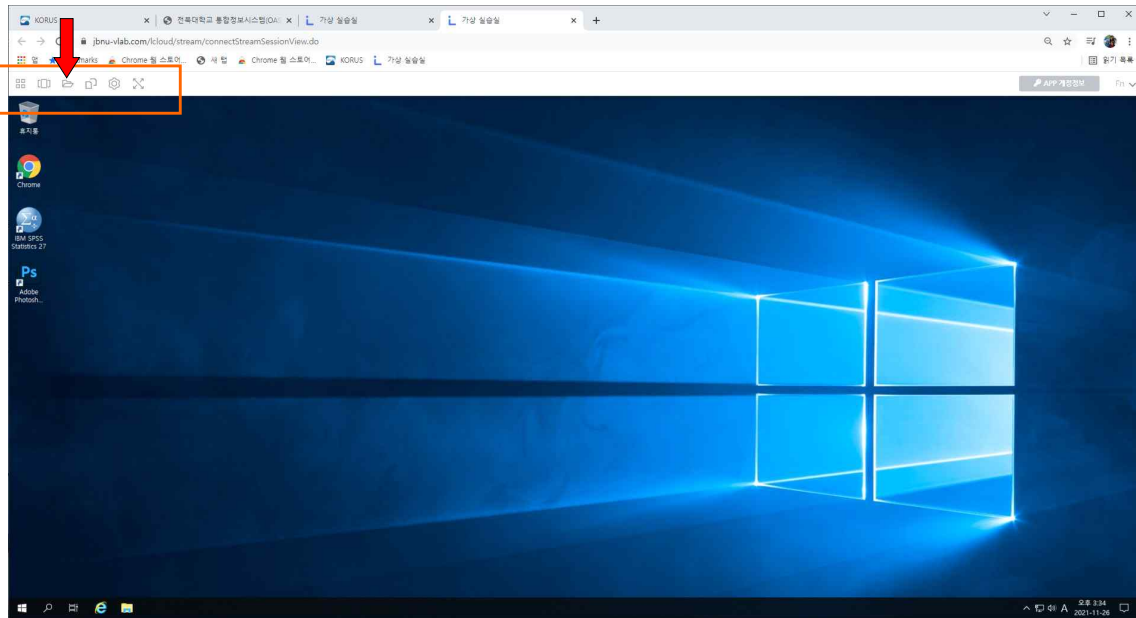 KORUS
전북대학교 통합정보시스템(OA
가상 실습실
가상 실습실
jbnu-vlab.com/lcloud/stream/connectStreamSessionView.do
앱
marks
Chrome 웹 스토어...
새 탭
Chrome 웹 스토어...
KORUS
가상 실습실
읽기 목록
APP 계정정보
Fn
휴지통
Chrome
IBM SPSS
Statistics 27
Ps
Adobe
Photosh...
A
오후 3:34
2021-11-26